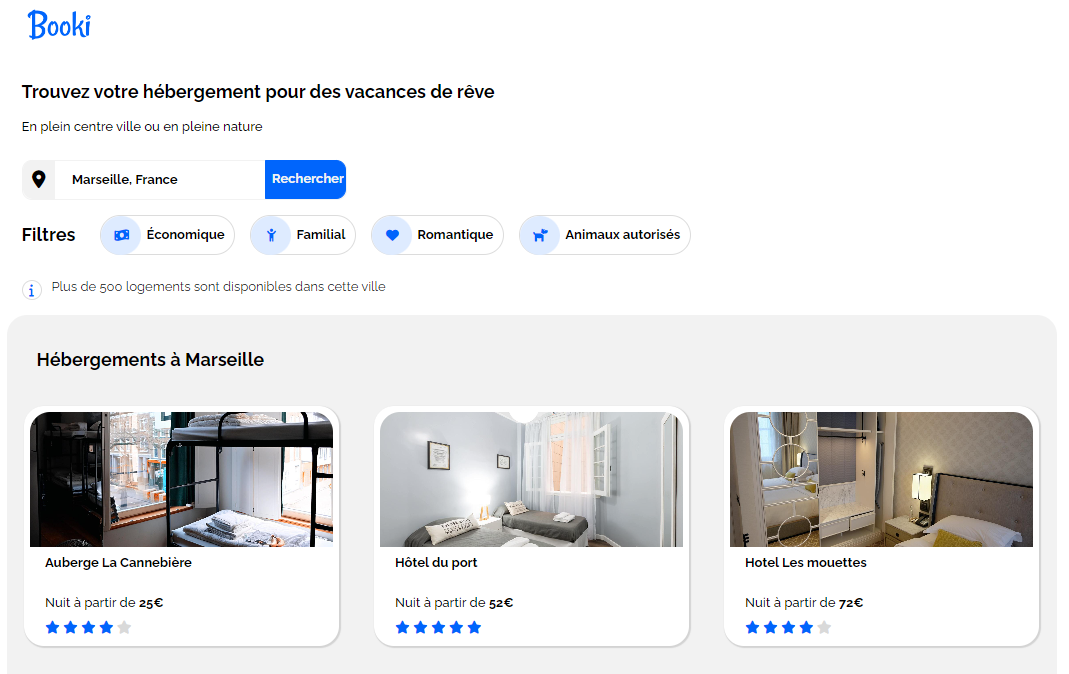 Booki
Trouvez votre hébergement pour des vacances de rêve
En plein centre ville ou en pleine nature
Marseille, France
Rechercher
Filtres
Économique
Familial
Romantique
Animaux autorisés
Plus de 500 logements sont disponibles dans cette ville
Hébergements à Marseille
Auberge La Cannebière
Nuit à partir de 25€
Hôtel du port
Nuit à partir de 52€
Hotel Les mouettes
Nuit à partir de 72€